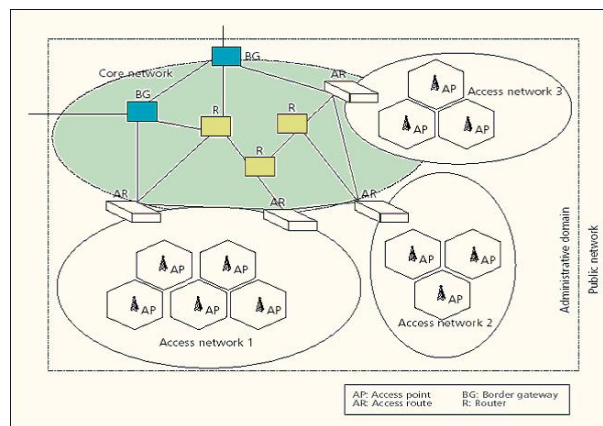 BG
Core network
AR
Access network 3
AP
BG
R
R
AP
AP
R
AR
AR
AR
AP
AP
AP
AP
AP
AP
AP
AP
Access network 2
Access network 1
Administrative domain
Public network
AP: Access point
BG: Border gateway
AR: Access route
R: Router